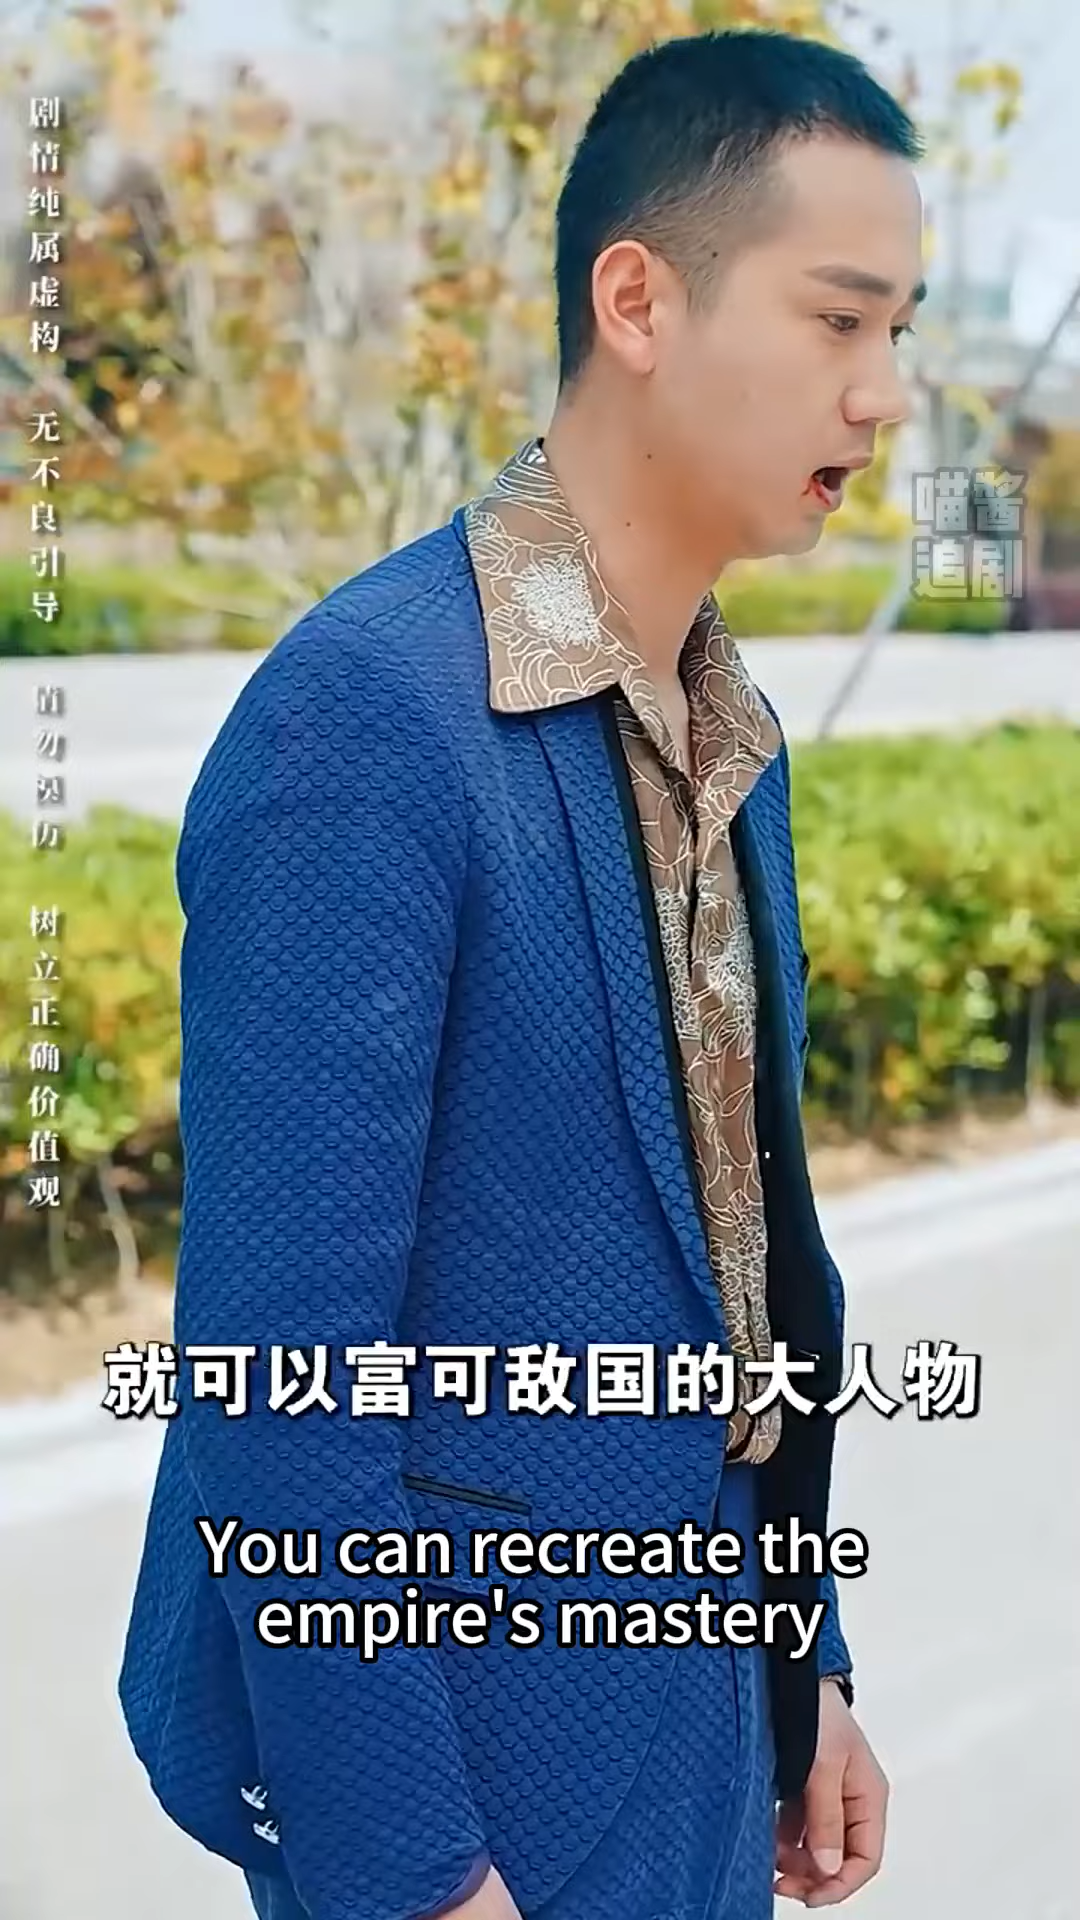 剧情纯属虚构 无不良引导 树立正确价值观
喵酱
追剧
就可以富可敌国的大人物
You can recreate the
empire's mastery